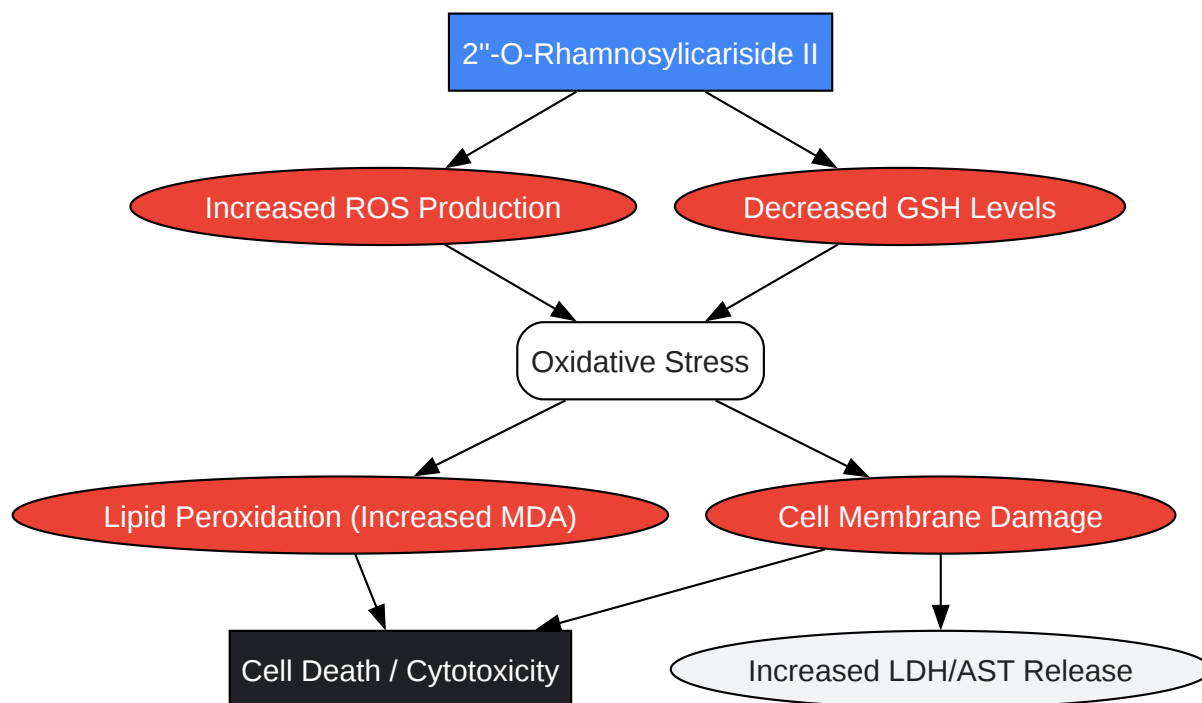 2"-O-Rhamnosylicariside II
Increased ROS Production
Decreased GSH Levels
Oxidative Stress
Lipid Peroxidation (Increased MDA)
Cell Membrane Damage
Cell Death / Cytotoxicity
Increased LDH/AST Release